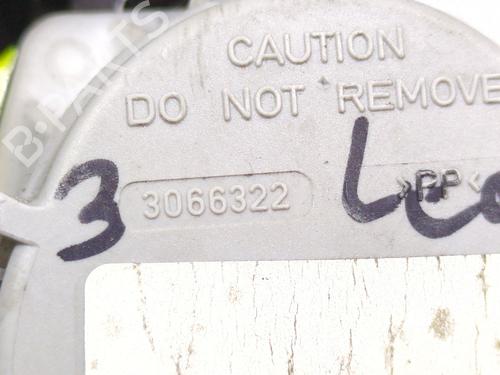 CAUTION
DO NOT REMOVE
3 3066322
>PP<
B-PARTS